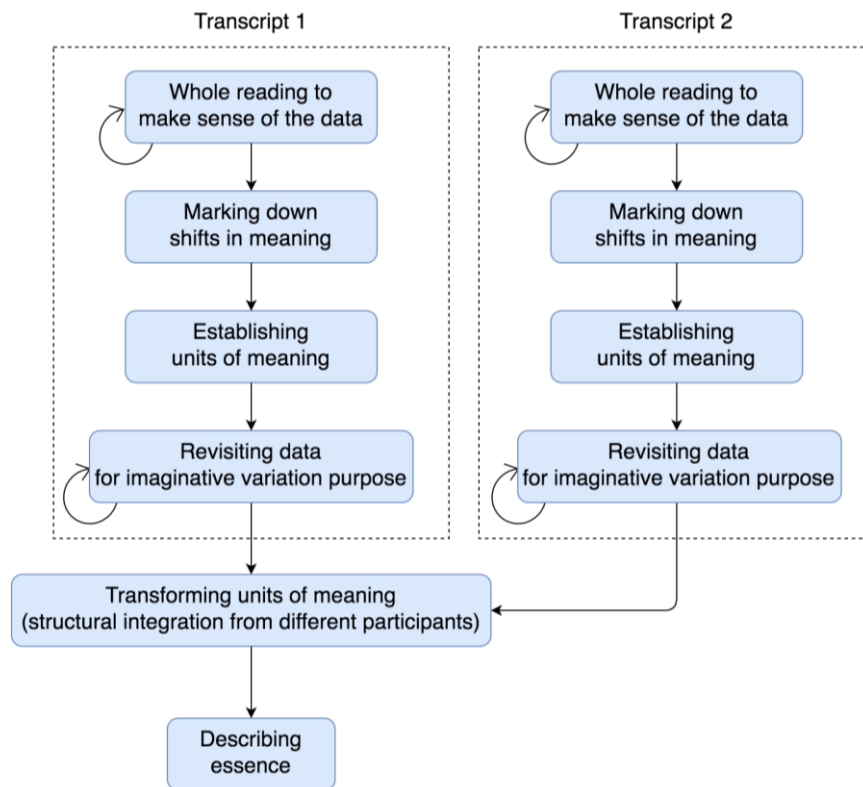 Transcript 1
Whole reading to
make sense of the data
Marking down
shifts in meaning
Establishing
units of meaning
Revisiting data
for imaginative variation purpose
Transcript 2
Whole reading to
make sense of the data
Marking down
shifts in meaning
Establishing
units of meaning
Revisiting data
for imaginative variation purpose
Transforming units of meaning
(structural integration from different participants)
Describing
essence